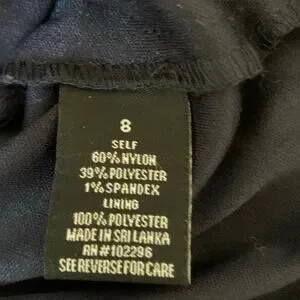 8
SELF
60% NYLON
39% POLYESTER
1% SPANDEX
LINING
100% POLYESTER
MADE IN SRI LANKA
RN#102296
SEE REVERSE FOR CARE